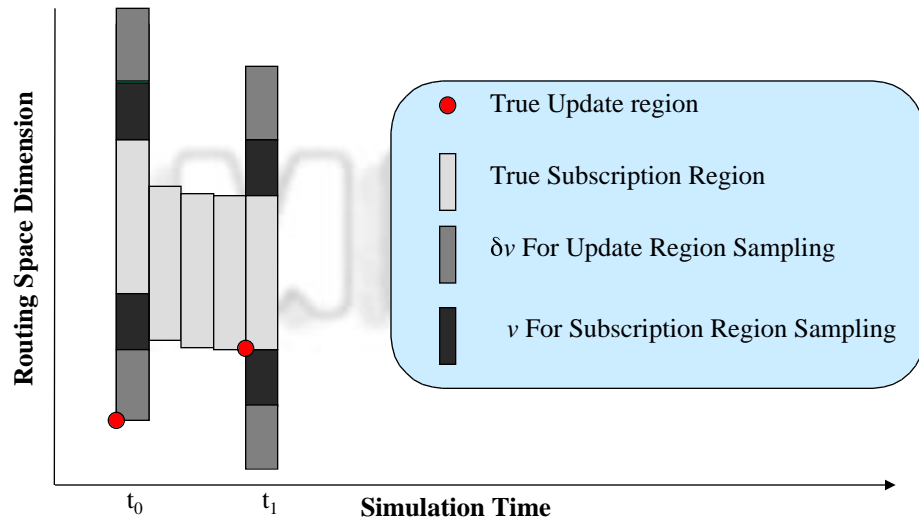 Routing Space Dimension
True Update region
True Subscription Region
δv For Update Region Sampling
v For Subscription Region Sampling
t0
t1
Simulation Time